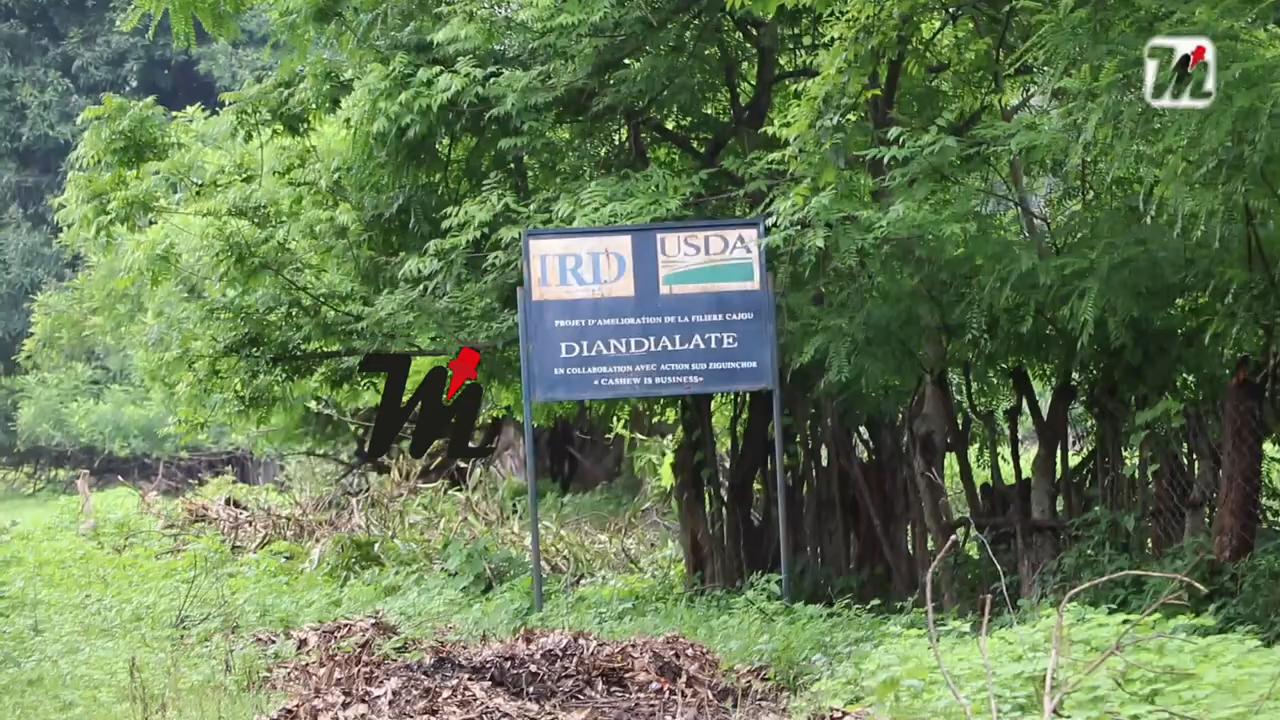 IRD
USDA
PROJET D'AMELIORATION DE LA FILIERE CAJOU
DIANDIALATE
EN COLLABORATION AVEC ACTION SUD ZIGUINCHOR
« CASHEW IS BUSINESS»